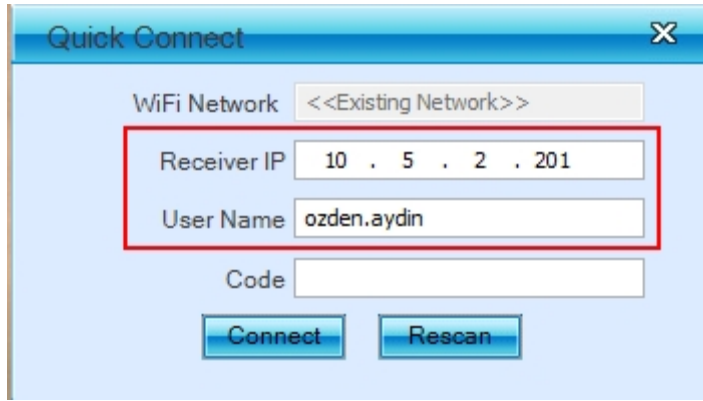 Quick Connect
WiFi Network <<Existing Network>>
Receiver IP 10 . 5 . 2 . 201
User Name ozden.aydin
Code
Connect Rescan